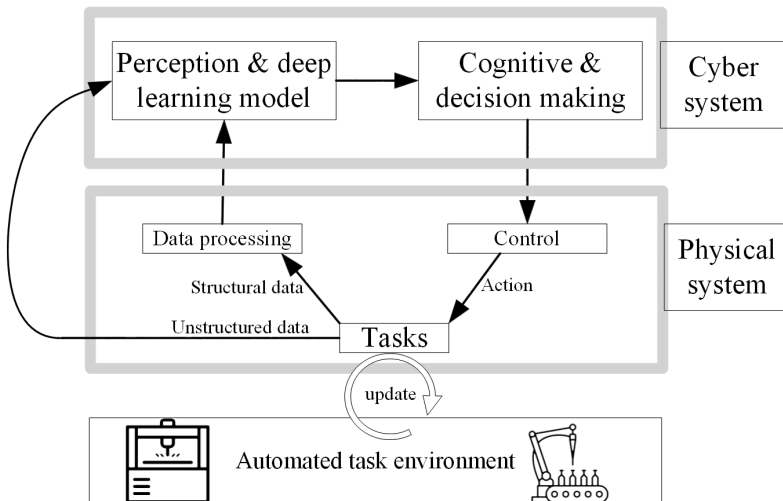 Perception & deep
learning model
Cognitive &
decision making
Cyber
system
Data processing
Control
Physical
system
Structural data
Action
Unstructured data
Tasks
update
Automated task environment